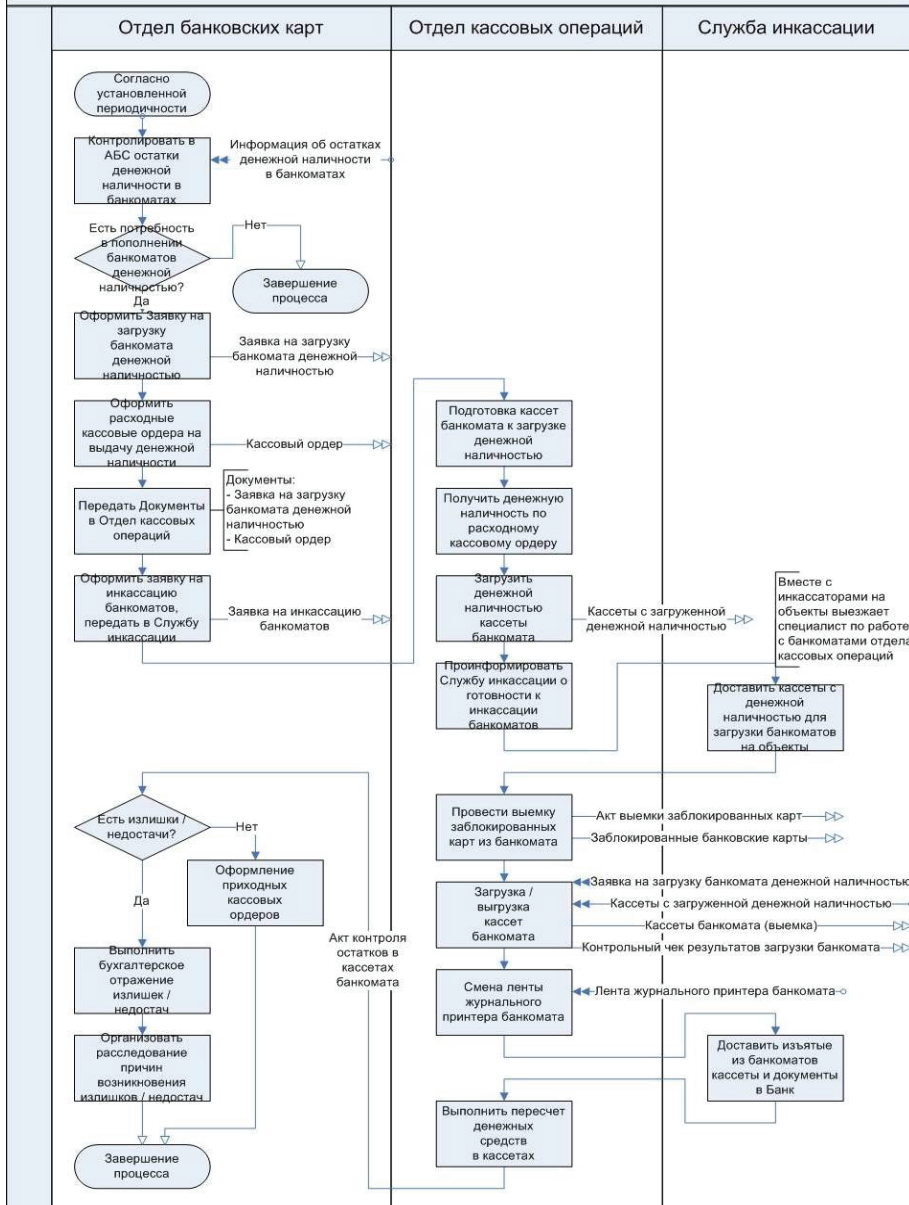 Отдел банковских карт
Отдел кассовых операций
Служба инкассации
Согласно
установленной
периодичности
Контролировать в
АБС остатки
денежной
наличности в
банкоматах
Информация об остатках
денежной наличности
в банкоматах
Есть потребность
в пополнении
банкоматов
денежной
наличностью?
Нет
Завершение
процесса
Да
Оформить Заявку на
загрузку
банкомата
денежной
наличностью
Заявка на загрузку
банкомата денежной
наличностью
Оформить
расходные
кассовые ордера на
выдачу денежной
наличности
Кассовый ордер
Передать Документы
в Отдел кассовых
операций
Документы:
- Заявка на загрузку
банкомата денежной
наличностью
- Кассовый ордер
Оформить заявку на
инкассацию
банкоматов,
передать в Службу
инкассации
Заявка на инкассацию
банкоматов
Подготовка кассет
банкомата к загрузке
денежной
наличностью
Получить денежную
наличность по
расходному
кассовому ордеру
Загрузить
денежной
наличностью
кассеты
банкомата
Кассеты с загруженной
денежной наличностью
Проинформировать
Службу инкассации о
готовности к
инкассации
банкоматов
Вместе с
инкассаторами на
объекты выезжает
специалист по работе
с банкоматами отдела
кассовых операций
Доставить кассеты с
денежной
наличностью для
загрузки банкоматов
на объекты
Провести выемку
заблокированных
карт из банкомата
Акт выемки заблокированных карт
Заблокированные банковские карты
Загрузка /
выгрузка
кассет
банкомата
Заявка на загрузку банкомата денежной наличностью
Кассеты с загруженной денежной наличностью
Кассеты банкомата (выемка)
Контрольный чек результатов загрузки банкомата
Смена ленты
журнального
принтера банкомата
Лента журнального принтера банкомата
Доставить изъятые
из банкоматов
кассеты и документы
в Банк
Выполнить пересчет
денежных
средств
в кассетах
Акт контроля
остатков в
кассетах
банкомата
Есть излишки /
недостачи?
Нет
Оформление
приходных
кассовых
ордеров
Да
Выполнить
бухгалтерское
отражение
излишек /
недостач
Организовать
расследование
причин
возникновения
излишков / недостач
Завершение
процесса